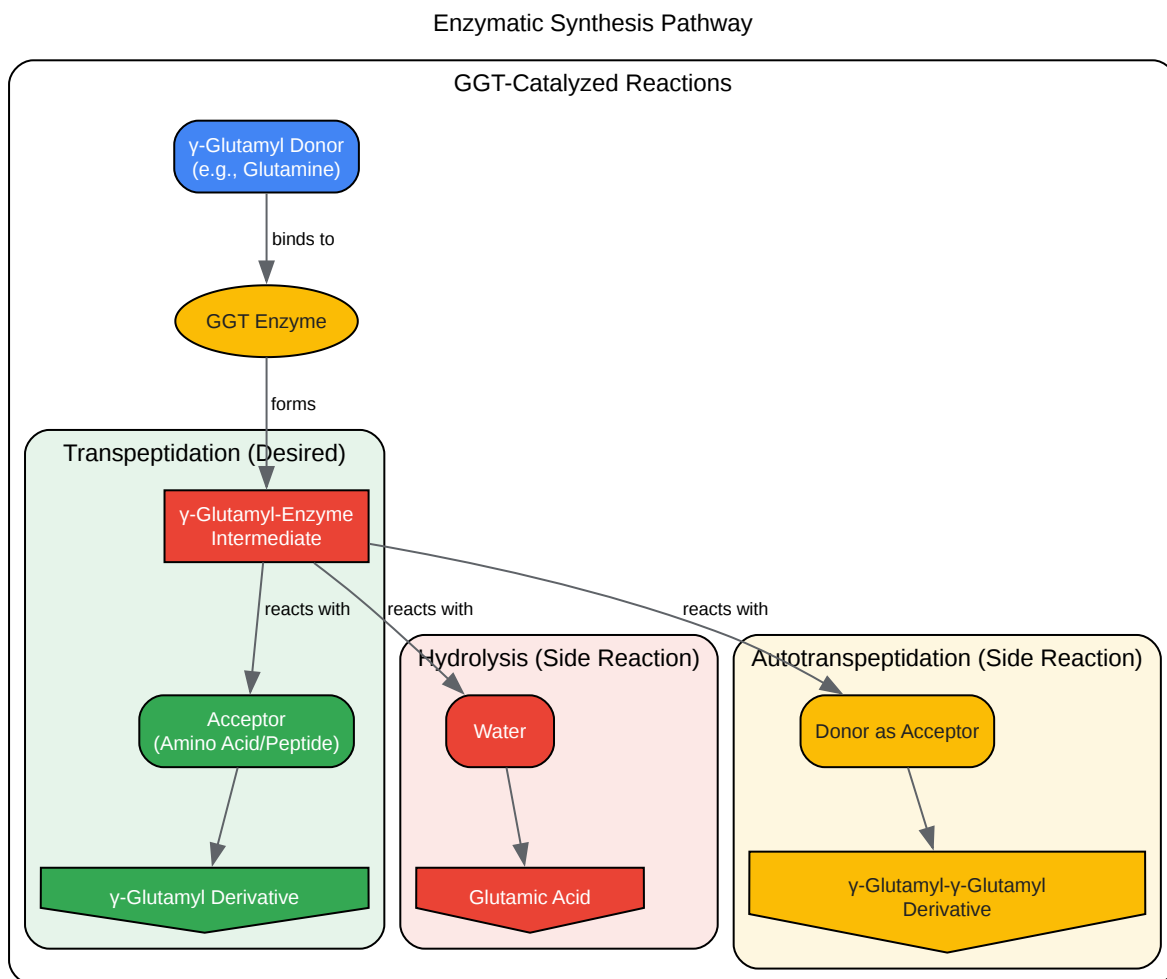 Enzymatic Synthesis Pathway
GGT-Catalyzed Reactions
γ-Glutamyl Donor
(e.g., Glutamine)
binds to
GGT Enzyme
forms
Transpeptidation (Desired)
γ-Glutamyl-Enzyme
Intermediate
reacts with
reacts with
reacts with
Hydrolysis (Side Reaction)
Autotranspeptidation (Side Reaction)
Acceptor
(Amino Acid/Peptide)
Water
Donor as Acceptor
γ-Glutamyl Derivative
Glutamic Acid
γ-Glutamyl-γ-Glutamyl
Derivative